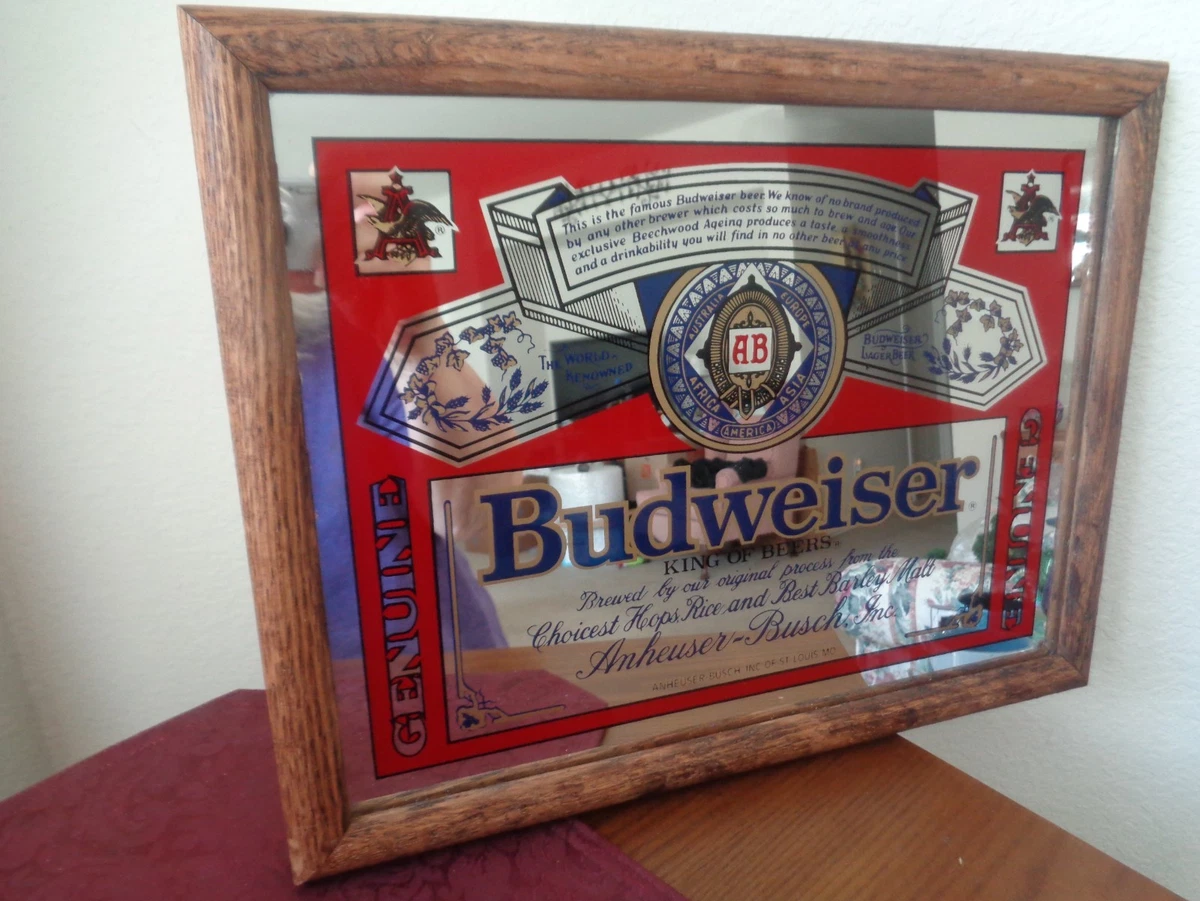 This is the famous Budweiser beer. We know of no brand produced
by any other brewer which costs so much to brew and age. Our
exclusive Beechwood Ageing produces a taste, a smoothness
and a drinkability you will find in no other beer at any price.
A
®
A
AUSTRALIA
EUROPE
AB
AFRICA
ASIA
AMERICA
THE WORLD-
RENOWNED
BUDWEISER
LAGER BEER
GENUINE
GENUINE
Budweiser®
KING OF BEERS®
Brewed by our original process from the
Choicest Hops, Rice and Best Barley Malt
Anheuser-Busch, Inc.
ANHEUSER-BUSCH, INC. OF ST. LOUIS MO.